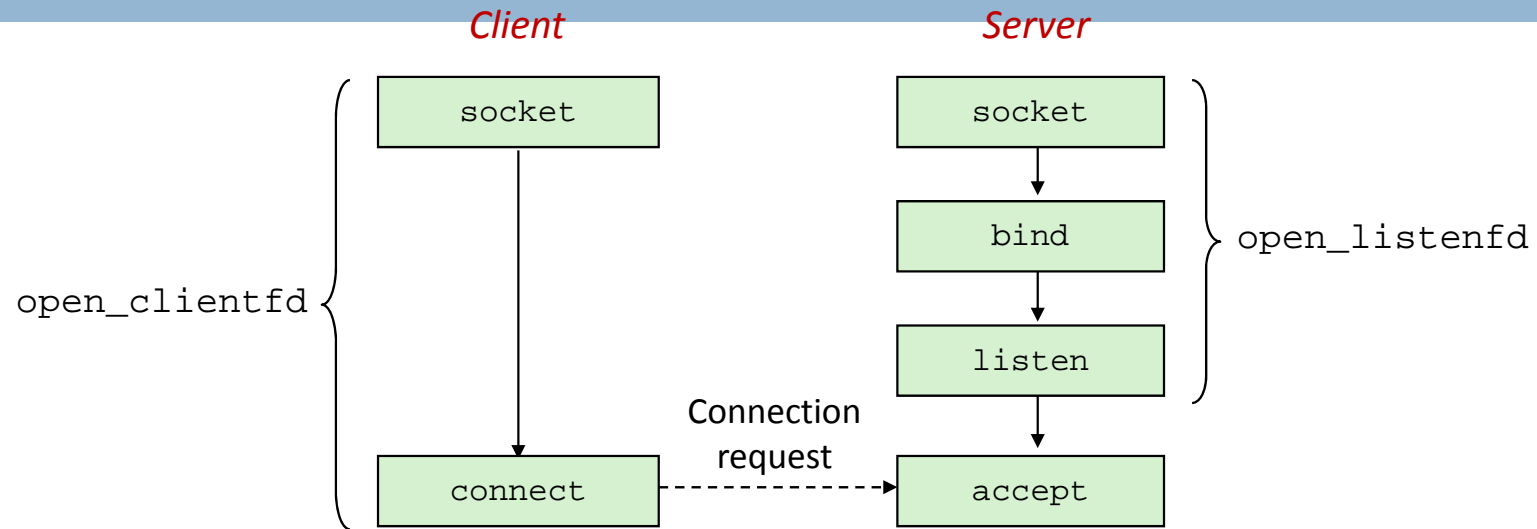 Client
Server
socket
socket
bind
open_listenfd
open_clientfd
listen
Connection
request
connect
accept